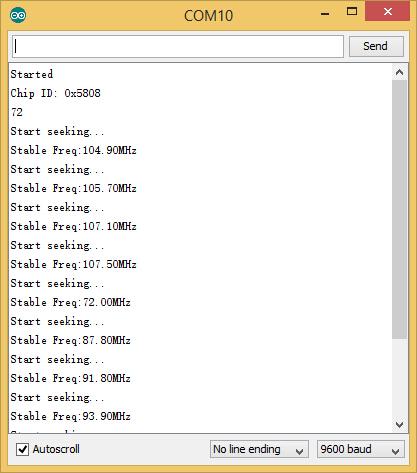 COM10
Send
Started
Chip ID: 0x5808
72
Start seeking...
Stable Freq:104.90MHz
Start seeking...
Stable Freq:105.70MHz
Start seeking...
Stable Freq:107.10MHz
Start seeking...
Stable Freq:107.50MHz
Start seeking...
Stable Freq:72.00MHz
Start seeking...
Stable Freq:87.80MHz
Start seeking...
Stable Freq:91.80MHz
Start seeking...
Stable Freq:93.90MHz
Autoscroll
No line ending
9600 baud